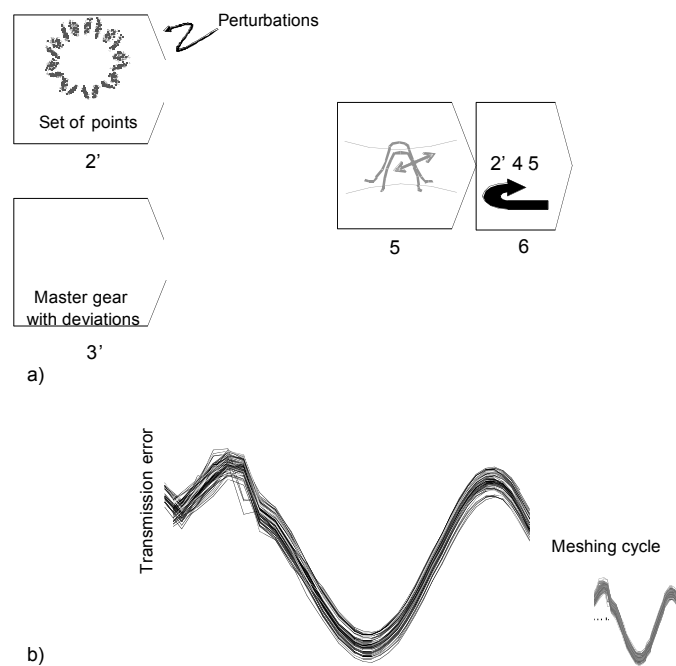 Perturbations
Set of points
2'
2' 4 5
5
6
Master gear
with deviations
3'
a)
Transmission error
Meshing cycle
b)